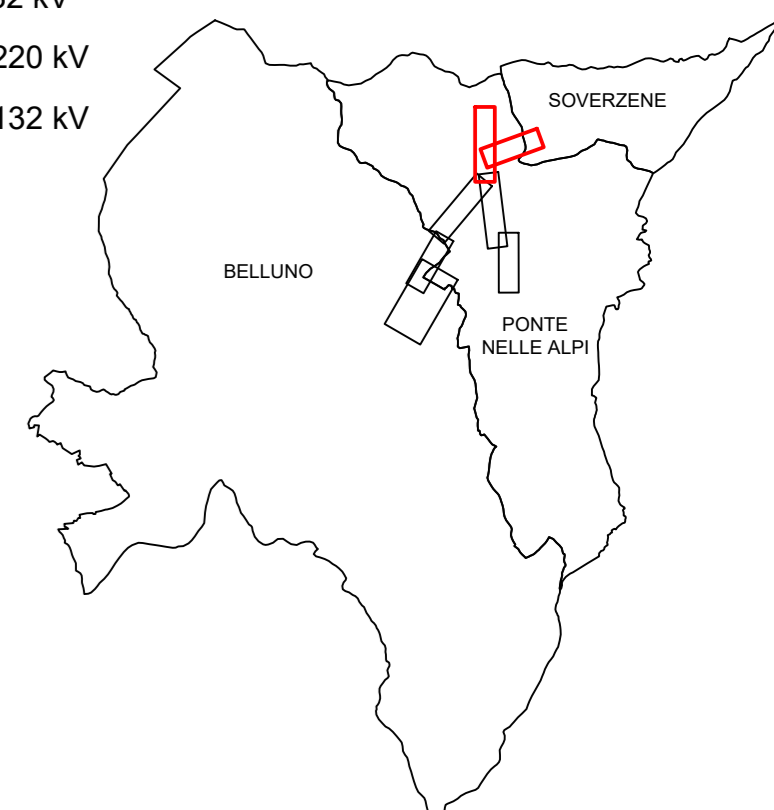 220 kV
132 kV
SOVERZENE
BELLUNO
PONTE
NELLE ALPI